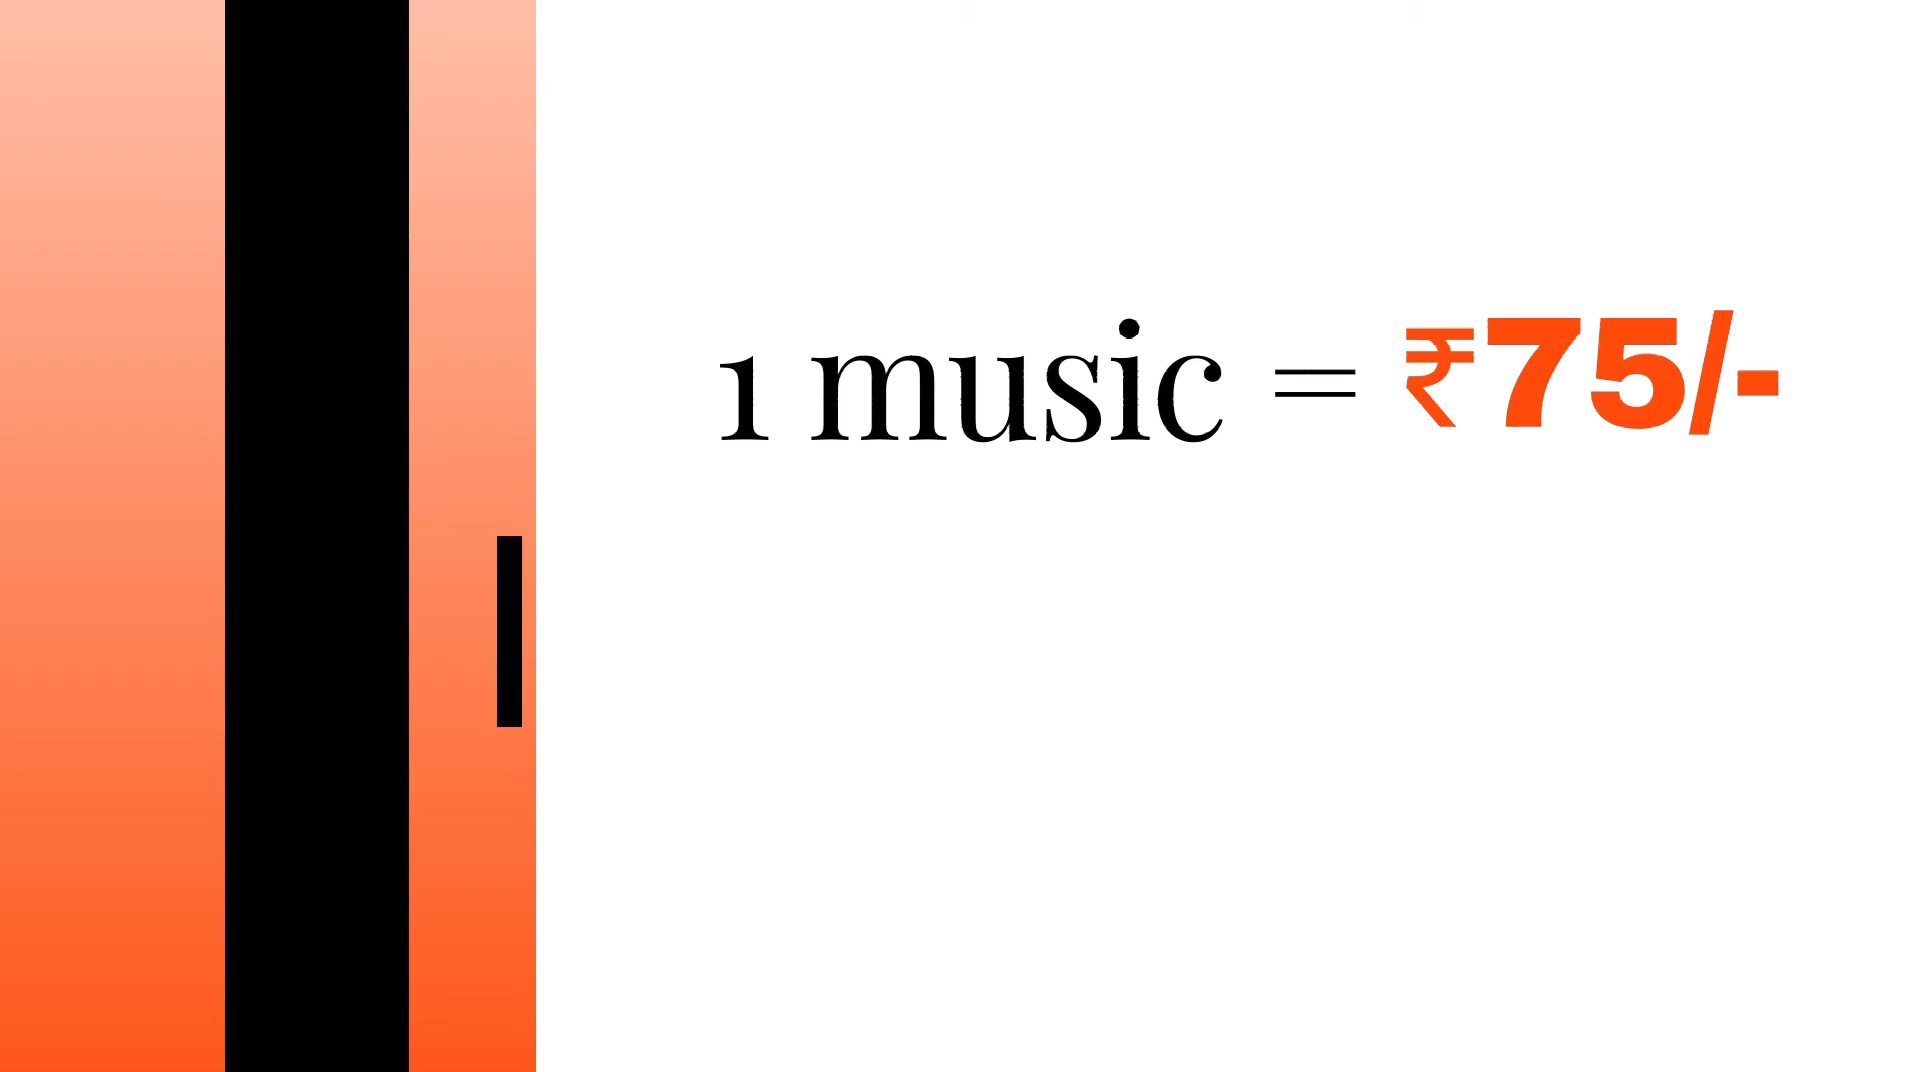 1 music = ₹75/-